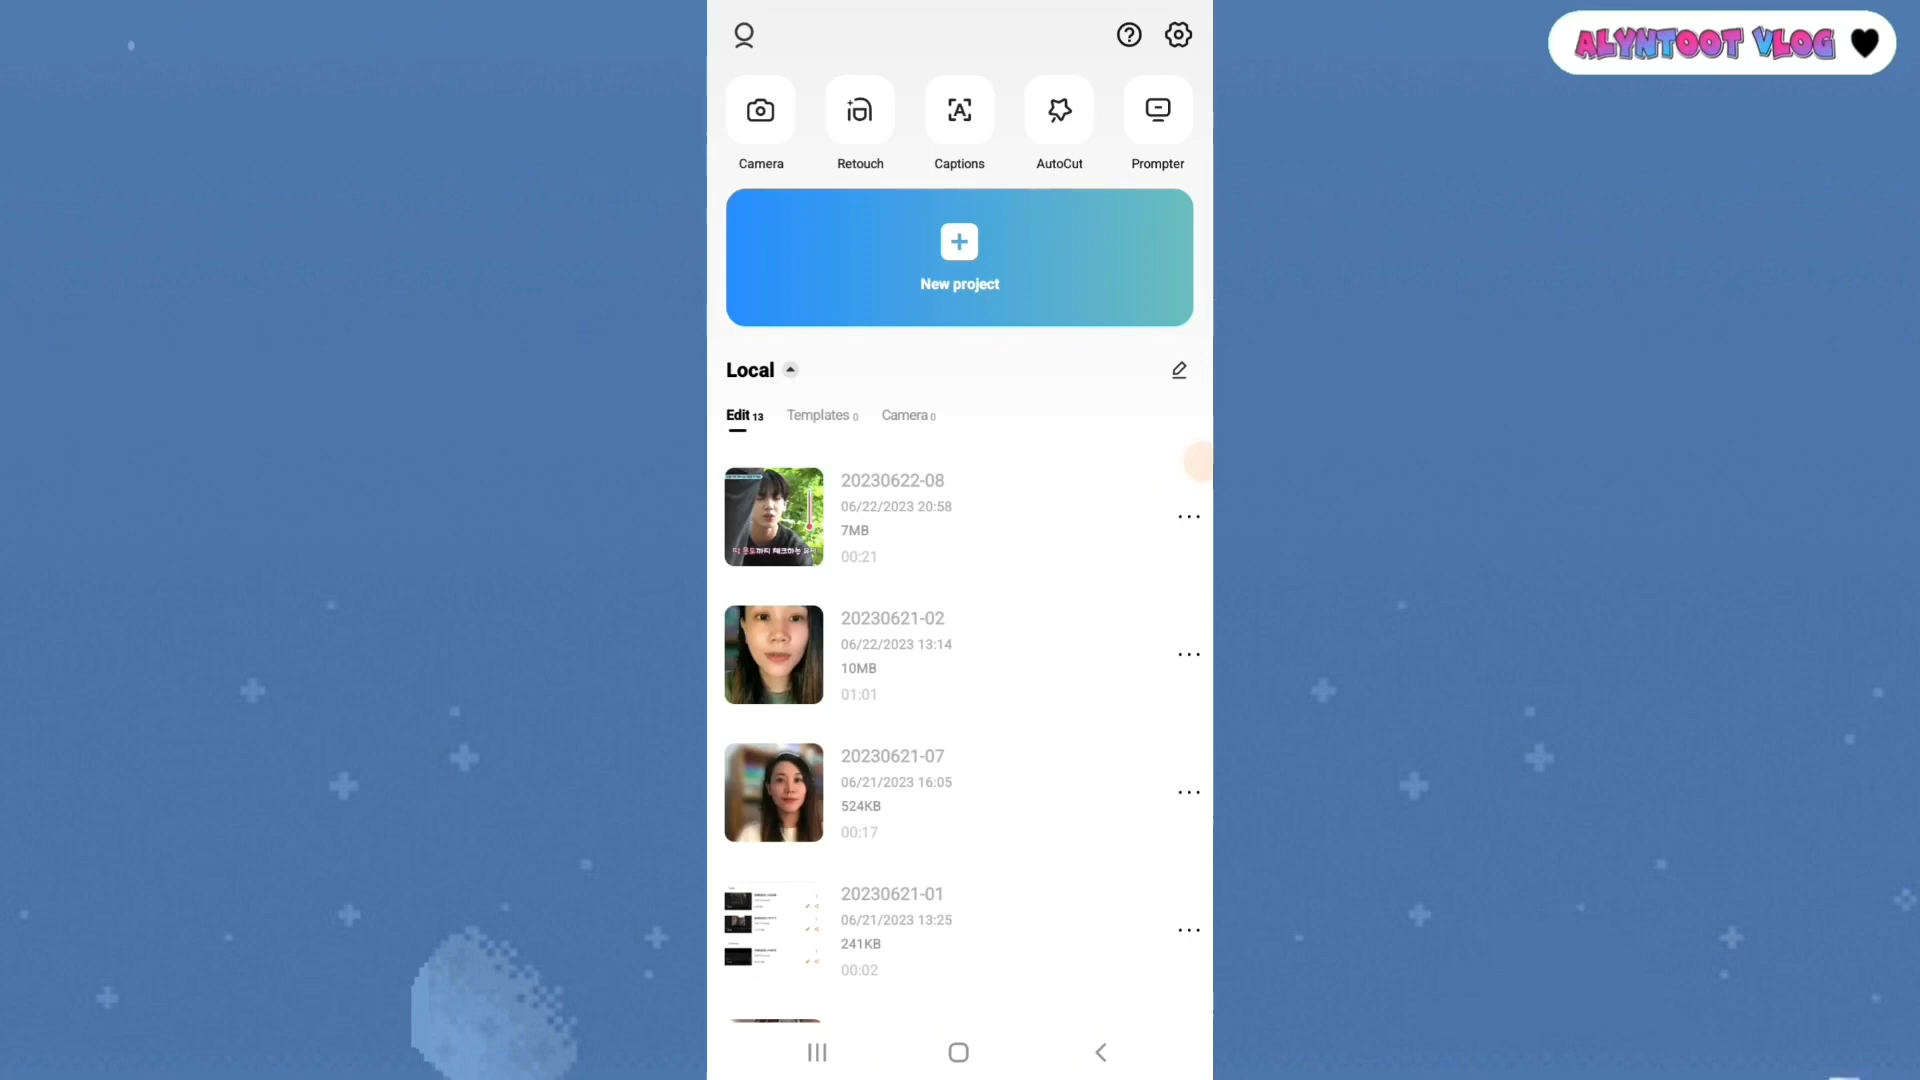 ALYNTOOT VLOG
Camera
Retouch
Captions
AutoCut
Prompter
New project
Local
Edit 13
Templates 0
Camera 0
20230622-08
06/22/2023 20:58
7MB
00:21
20230621-02
06/22/2023 13:14
10MB
01:01
20230621-07
06/21/2023 16:05
524KB
00:17
20230621-01
06/21/2023 13:25
241KB
00:02